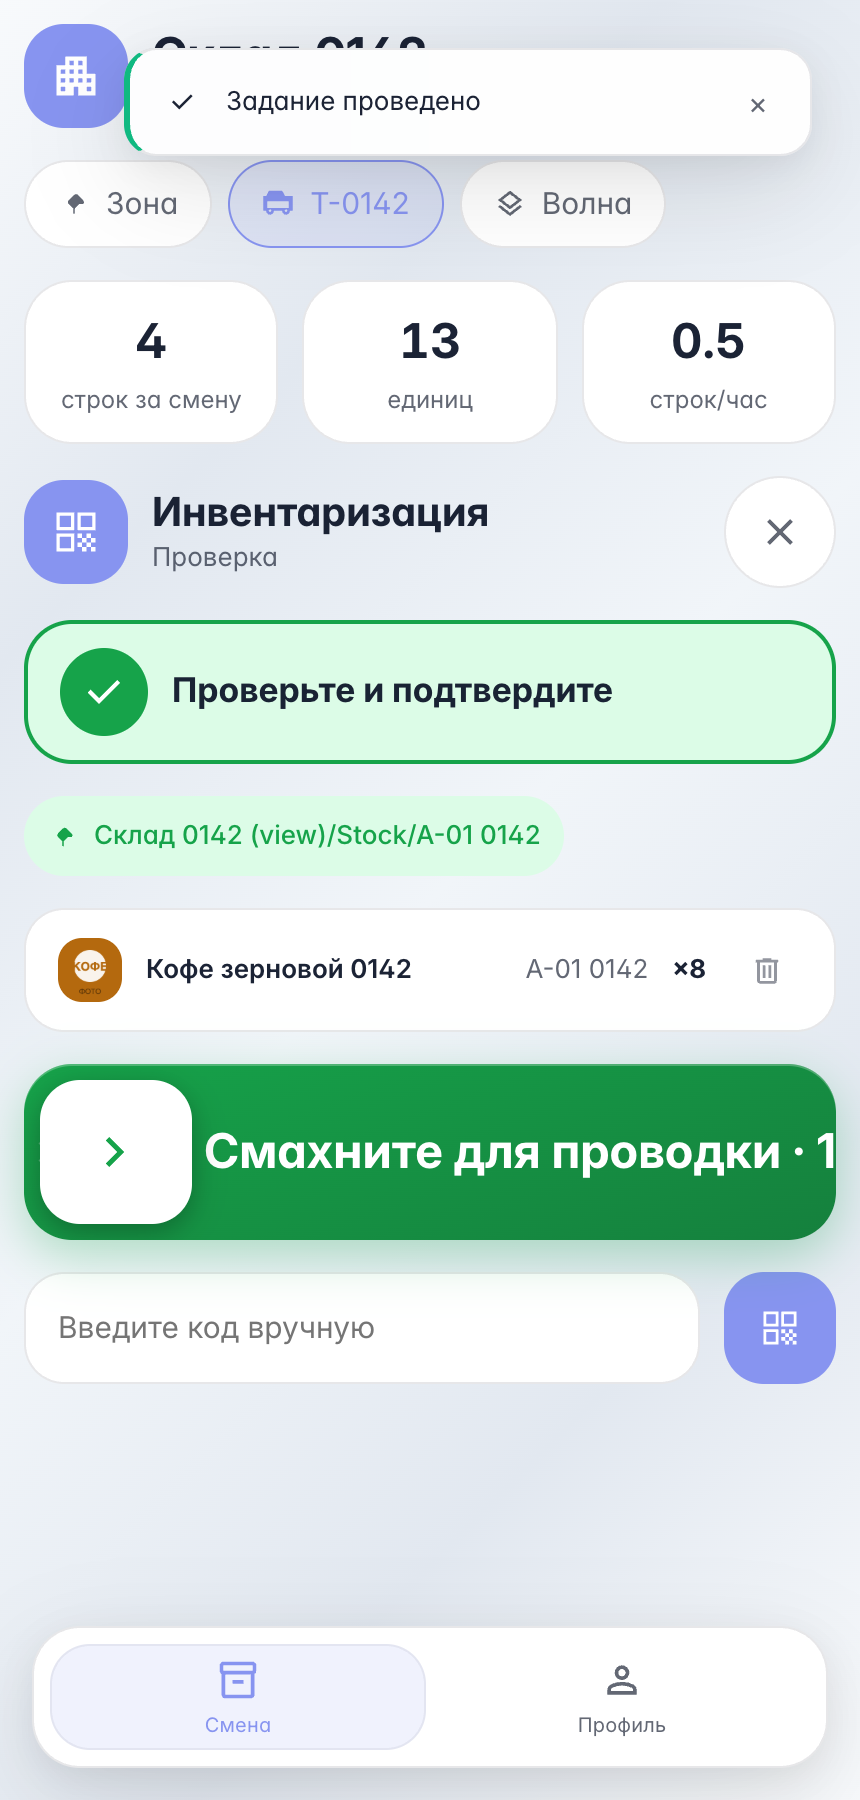 Задание проведено
×
Зона
Т-0142
Волна
4
строк за смену
13
единиц
0.5
строк/час
Инвентаризация
Проверка
Проверьте и подтвердите
Склад 0142 (view)/Stock/A-01 0142
КОФЕ
ФОТО
Кофе зерновой 0142
A-01 0142
×8
Смахните для проводки · 1
Введите код вручную
Смена
Профиль